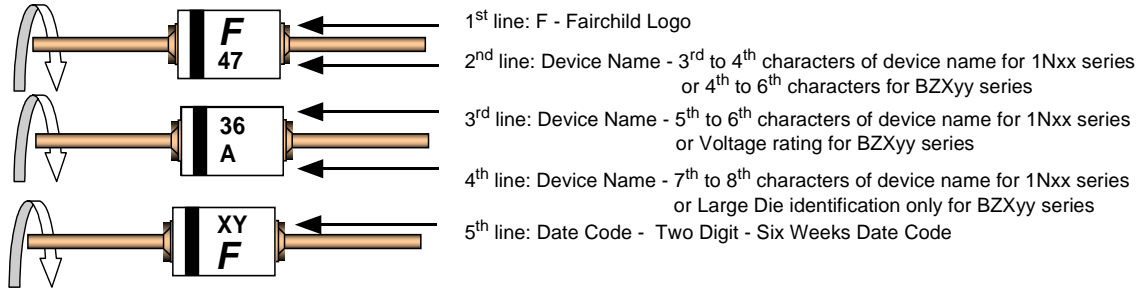 F
47
36
A
XY
F
1st line: F - Fairchild Logo
2nd line: Device Name - 3rd to 4th characters of device name for 1Nxx series
or 4th to 6th characters for BZXyy series
3rd line: Device Name - 5th to 6th characters of device name for 1Nxx series
or Voltage rating for BZXyy series
4th line: Device Name - 7th to 8th characters of device name for 1Nxx series
or Large Die identification only for BZXyy series
5th line: Date Code - Two Digit - Six Weeks Date Code